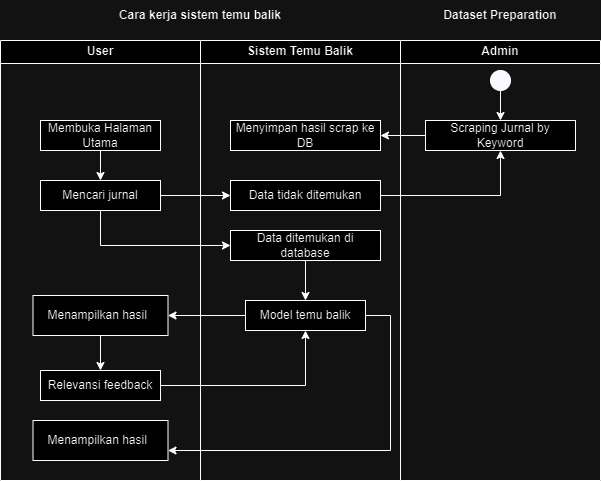 Cara kerja sistem temu balik
Dataset Preparation
User
Sistem Temu Balik
Admin
Membuka Halaman
Utama
Menyimpan hasil scrap ke
DB
Scraping Jurnal by
Keyword
Mencari jurnal
Data tidak ditemukan
Data ditemukan di
database
Menampilkan hasil
Model temu balik
Relevansi feedback
Menampilkan hasil